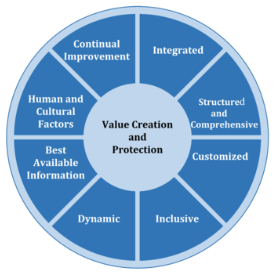 Continual
Improvement
Integrated
Structured
and
Comprehensive
Customized
Inclusive
Dynamic
Best
Available
Information
Human and
Cultural
Factors
Value Creation
and
Protection